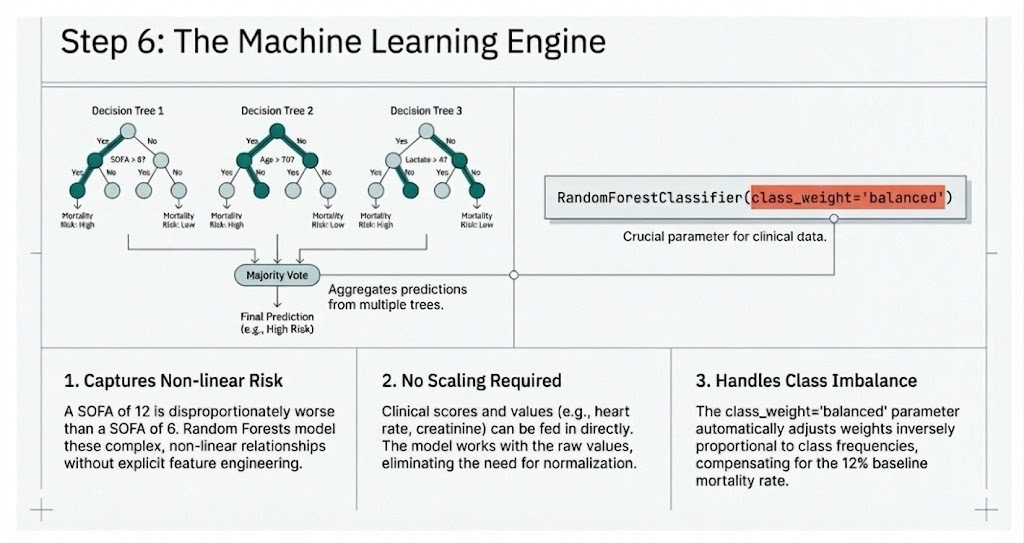 Step 6: The Machine Learning Engine
Decision Tree 1
Yes
No
SOFA > 8?
Yes
No
Yes
No
Mortality
Risk: High
Mortality
Risk: Low
Decision Tree 2
Yes
No
Age > 70?
Yes
No
Yes
No
Mortality
Risk: High
Mortality
Risk: Low
Decision Tree 3
Yes
No
Lactate > 4?
Yes
No
Yes
No
Mortality
Risk: High
Mortality
Risk: Low
Majority Vote
Aggregates predictions
from multiple trees.
Final Prediction
(e.g., High Risk)
RandomForestClassifier(class_weight='balanced')
Crucial parameter for clinical data.
1. Captures Non-linear Risk
A SOFA of 12 is disproportionately worse
than a SOFA of 6. Random Forests model
these complex, non-linear relationships
without explicit feature engineering.
2. No Scaling Required
Clinical scores and values (e.g., heart
rate, creatinine) can be fed in directly.
The model works with the raw values,
eliminating the need for normalization.
3. Handles Class Imbalance
The class_weight='balanced' parameter
automatically adjusts weights inversely
proportional to class frequencies,
compensating for the 12% baseline
mortality rate.